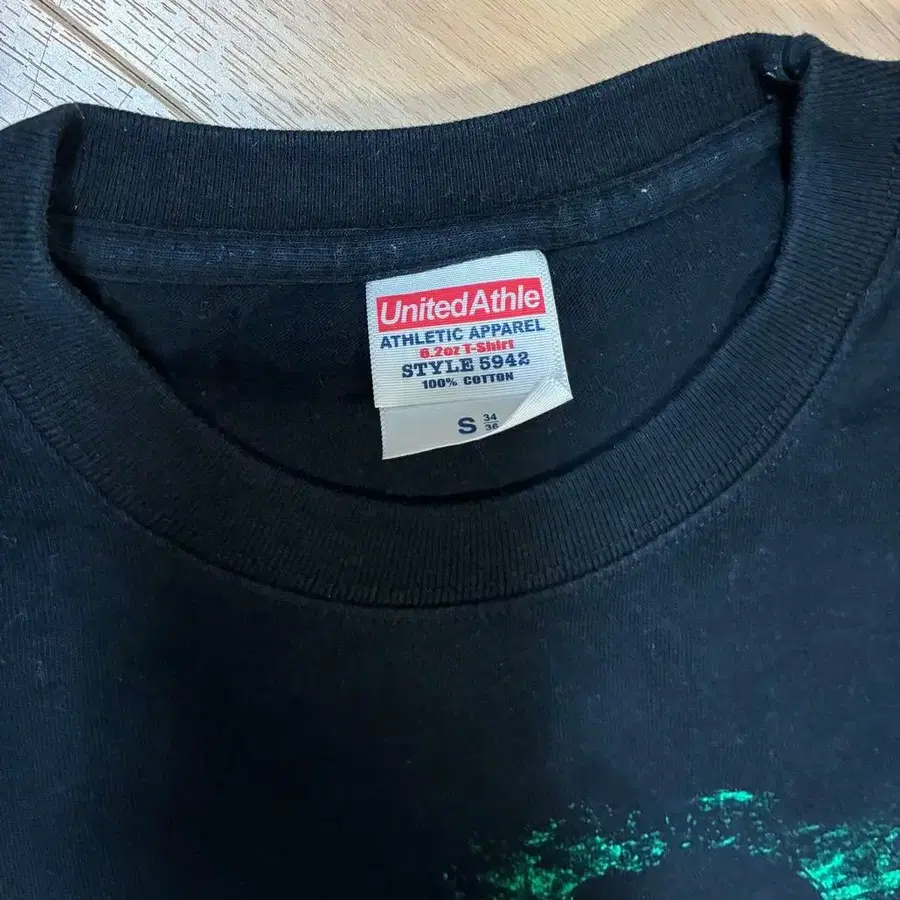 UnitedAthle
ATHLETIC APPAREL
6.2oz T-Shirt
STYLE 5942
100% COTTON
S 34
36